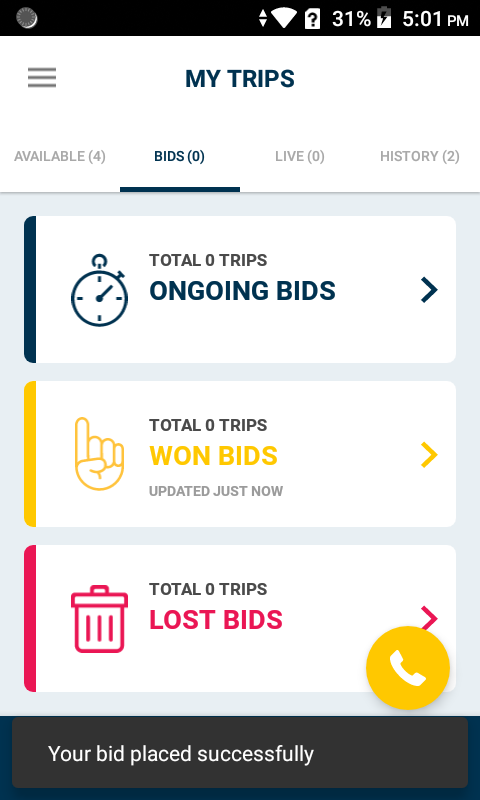 31% 5:01 PM
MY TRIPS
AVAILABLE (4) BIDS (0) LIVE (0) HISTORY (2)
TOTAL 0 TRIPS
ONGOING BIDS
TOTAL 0 TRIPS
WON BIDS
UPDATED JUST NOW
TOTAL 0 TRIPS
LOST BIDS
Your bid placed successfully